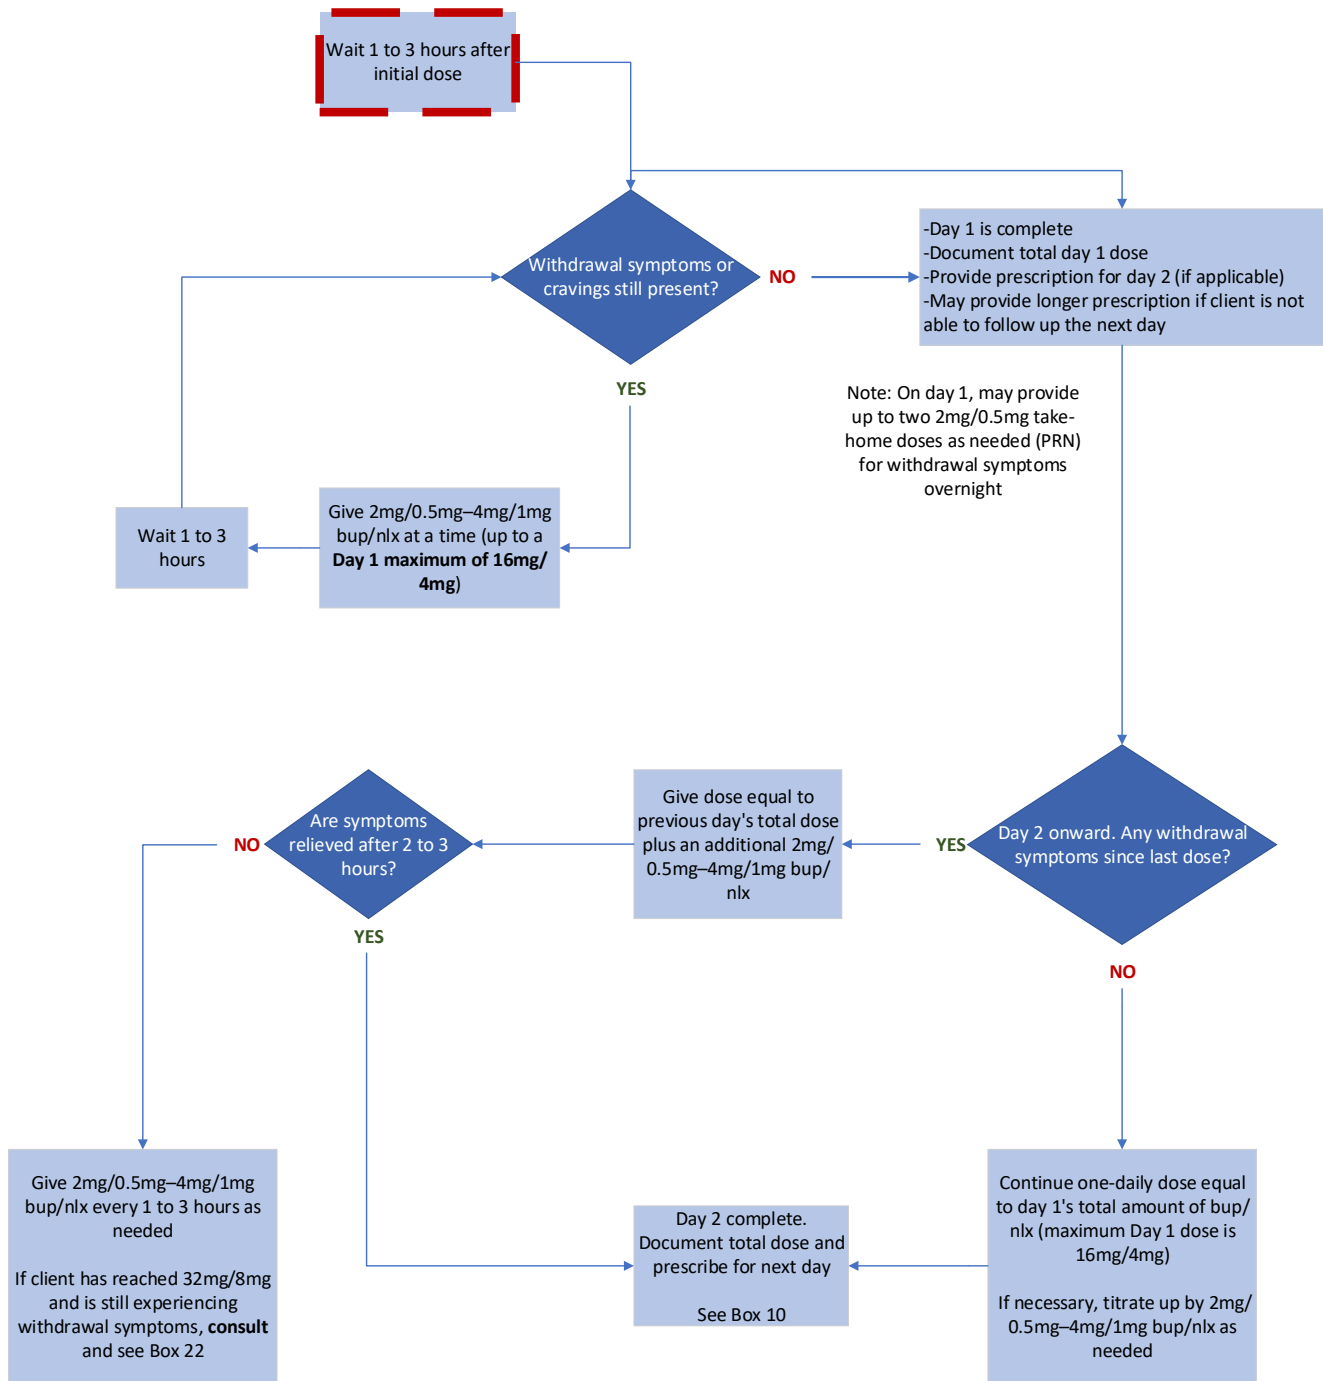 Wait 1 to 3 hours after
initial dose
Withdrawal symptoms or
cravings still present?
NO
-Day 1 is complete
-Document total day 1 dose
-Provide prescription for day 2 (if applicable)
-May provide longer prescription if client is not
able to follow up the next day
YES
Note: On day 1, may provide
up to two 2mg/0.5mg take-
home doses as needed (PRN)
for withdrawal symptoms
overnight
Give 2mg/0.5mg–4mg/1mg
bup/nlx at a time (up to a
Day 1 maximum of 16mg/
4mg)
Wait 1 to 3
hours
Day 2 onward. Any withdrawal
symptoms since last dose?
YES
Give dose equal to
previous day's total dose
plus an additional 2mg/
0.5mg–4mg/1mg bup/
nlx
Are symptoms
relieved after 2 to 3
hours?
NO
YES
NO
Give 2mg/0.5mg–4mg/1mg
bup/nlx every 1 to 3 hours as
needed
If client has reached 32mg/8mg
and is still experiencing
withdrawal symptoms, consult
and see Box 22
Day 2 complete.
Document total dose and
prescribe for next day
See Box 10
Continue one-daily dose equal
to day 1's total amount of bup/
nlx (maximum Day 1 dose is
16mg/4mg)
If necessary, titrate up by 2mg/
0.5mg–4mg/1mg bup/nlx as
needed